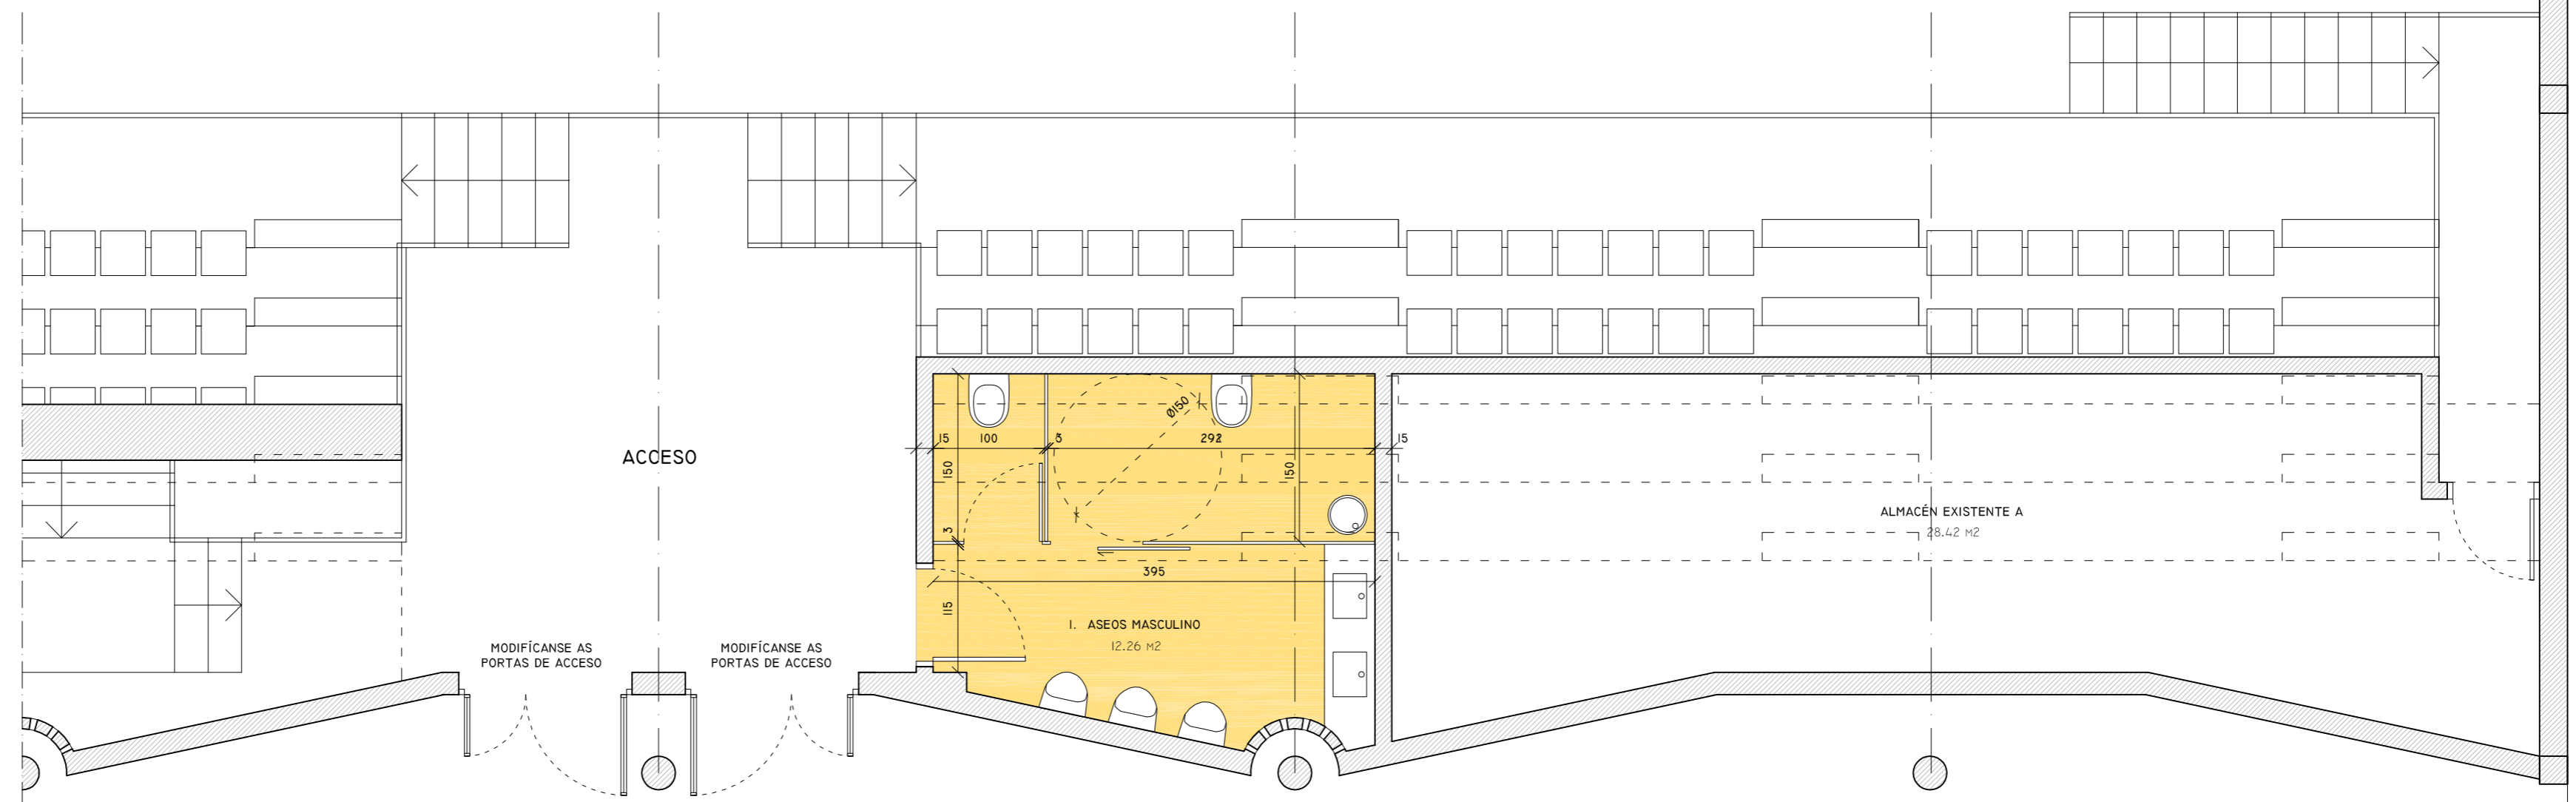 Ø150
15 100 3 292 15
ACCESO
150
150
ALMACÉN EXISTENTE A
28.42 M2
3
395
115
1. ASEOS MASCULINO
12.26 M2
MODIFÍCANSE AS
PORTAS DE ACCESO
MODIFÍCANSE AS
PORTAS DE ACCESO